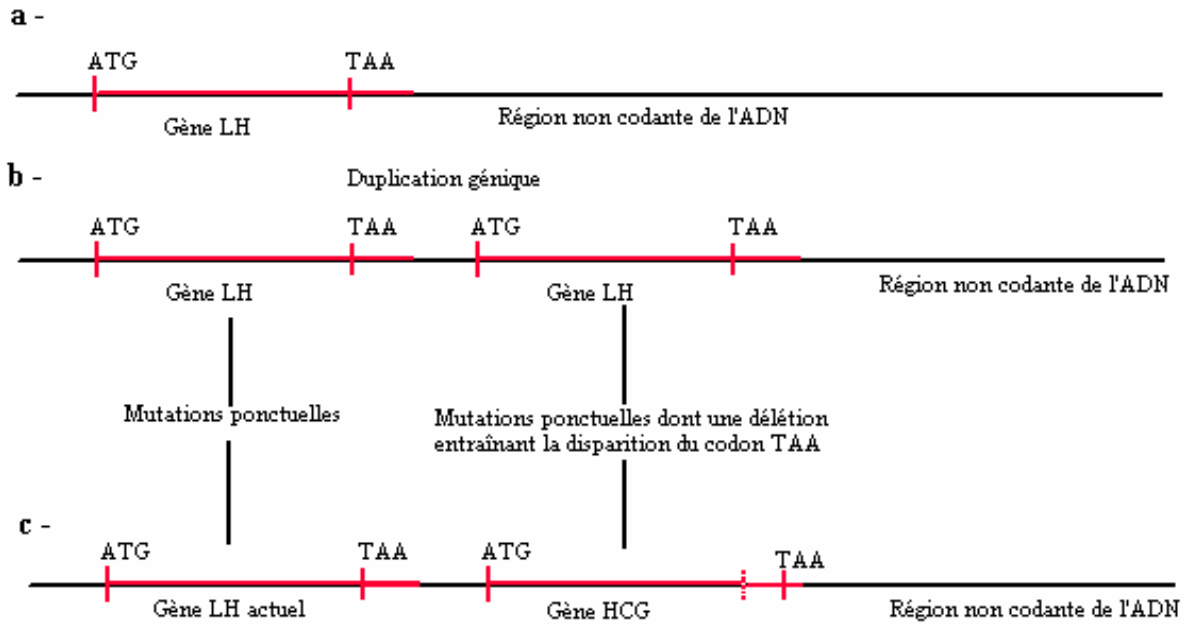 a -
ATG TAA
Gène LH
Région non codante de l'ADN
b -
Duplication génique
ATG TAA ATG TAA
Gène LH Gène LH
Région non codante de l'ADN
Mutations ponctuelles
Mutations ponctuelles dont une délétion
entraînant la disparition du codon TAA
c -
ATG TAA ATG TAA
Gène LH actuel Gène HCG Région non codante de l'ADN